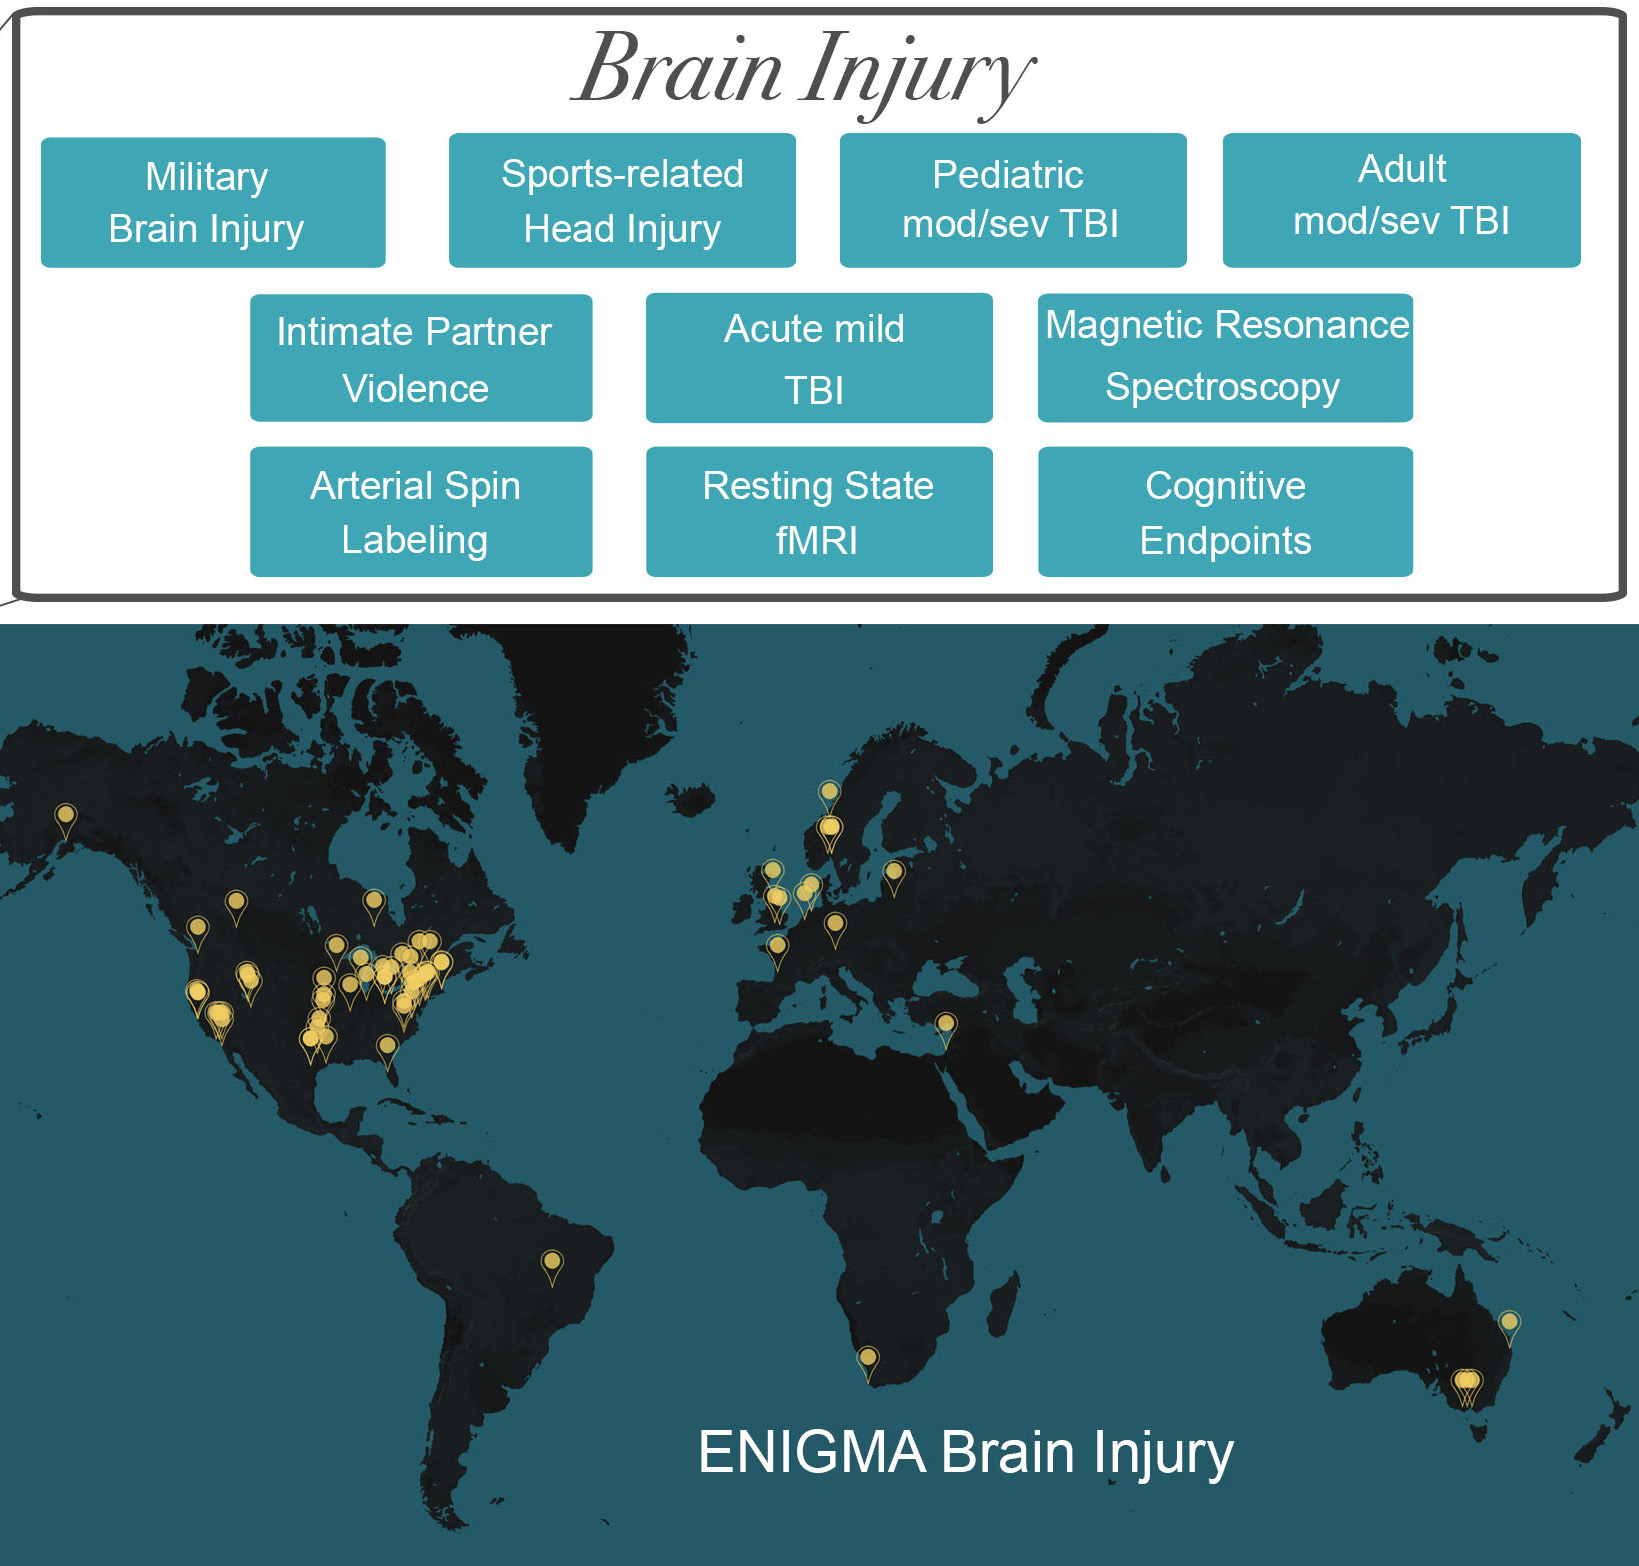 Brain Injury
Military
Brain Injury
Sports-related
Head Injury
Pediatric
mod/sev TBI
Adult
mod/sev TBI
Intimate Partner
Violence
Acute mild
TBI
Magnetic Resonance
Spectroscopy
Arterial Spin
Labeling
Resting State
fMRI
Cognitive
Endpoints
ENIGMA Brain Injury